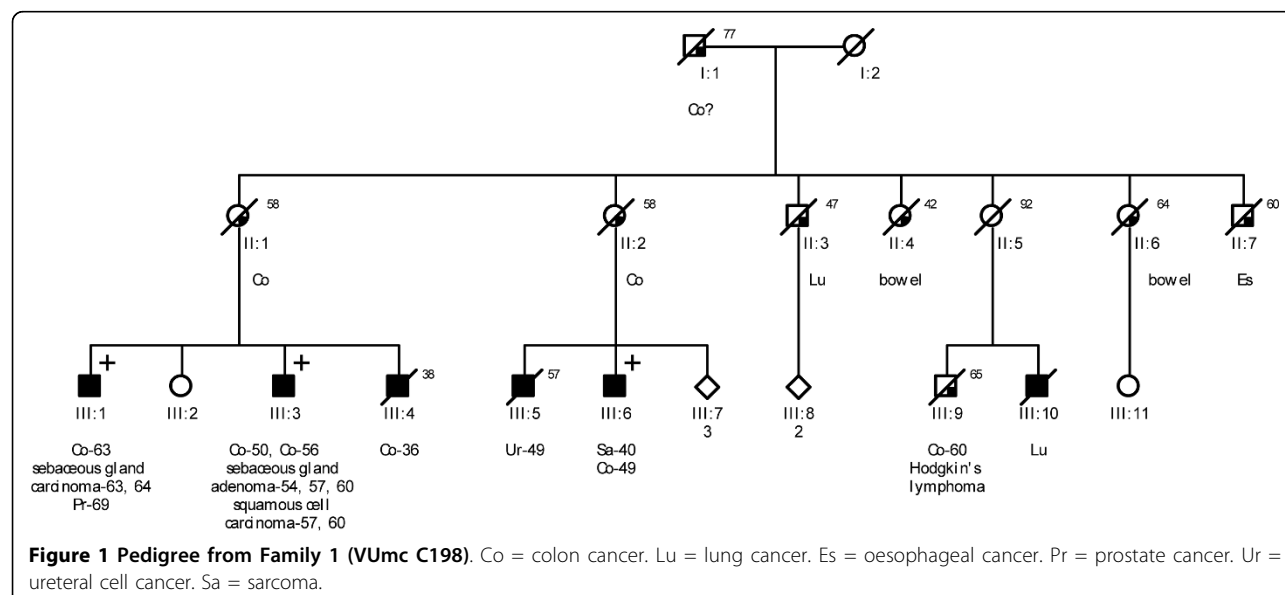 77
I:1
I:2
Co?
58
58
47
42
92
64
60
II:1
II:2
II:3
II:4
II:5
II:6
II:7
Co
Co
Lu
bowel
bowel
Es
+
+
38
57
+
65
III:1
III:2
III:3
III:4
III:5
III:6
III:7
III:8
III:9
III:10
III:11
3
2
Co-63
sebaceous gland
carcinoma-63, 64
Pr-69
Co-50, Co-56
sebaceous gland
adenoma-54, 57, 60
squamous cell
carcinoma-57, 60
Co-36
Ur-49
Sa-40
Co-49
Co-60
Hodgkin's
lymphoma
Lu
Figure 1 Pedigree from Family 1 (VUmc C198). Co = colon cancer. Lu = lung cancer. Es = oesophageal cancer. Pr = prostate cancer. Ur =
ureteral cell cancer. Sa = sarcoma.